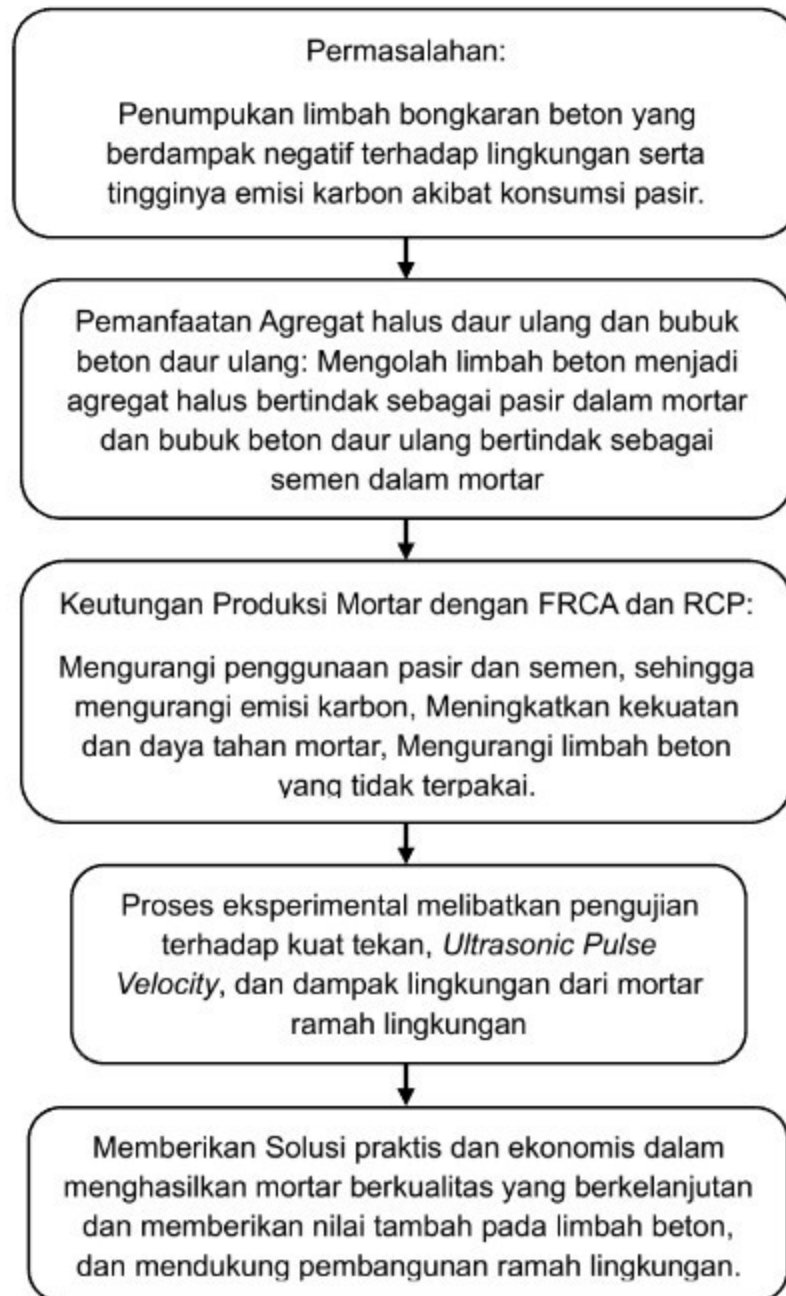 Permasalahan:
Penumpukan limbah bongkaran beton yang
berdampak negatif terhadap lingkungan serta
tingginya emisi karbon akibat konsumsi pasir.
Pemanfaatan Agregat halus daur ulang dan bubuk
beton daur ulang: Mengolah limbah beton menjadi
agregat halus bertindak sebagai pasir dalam mortar
dan bubuk beton daur ulang bertindak sebagai
semen dalam mortar
Keutungan Produksi Mortar dengan FRCA dan RCP:
Mengurangi penggunaan pasir dan semen, sehingga
mengurangi emisi karbon, Meningkatkan kekuatan
dan daya tahan mortar, Mengurangi limbah beton
yang tidak terpakai.
Proses eksperimental melibatkan pengujian
terhadap kuat tekan, Ultrasonic Pulse
Velocity, dan dampak lingkungan dari mortar
ramah lingkungan
Memberikan Solusi praktis dan ekonomis dalam
menghasilkan mortar berkualitas yang berkelanjutan
dan memberikan nilai tambah pada limbah beton,
dan mendukung pembangunan ramah lingkungan.